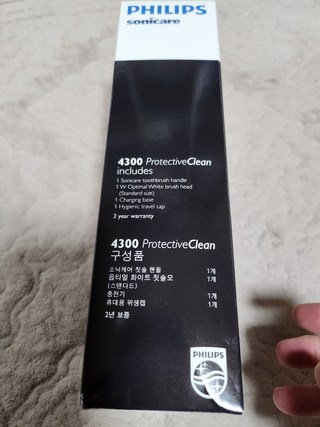 PHILIPS
sonicare
4300 ProtectiveClean
includes
1 Sonicare toothbrush handle
1 W Optimal White brush head
(Standard size)
1 Charging base
1 Hygienic travel cap
2 year warranty
4300 ProtectiveClean
구성품
소닉케어 칫솔 핸들 1개
옵티멀 화이트 칫솔모 1개
(스탠다드)
충전기 1개
휴대용 위생캡 1개
2년 보증
PHILIPS